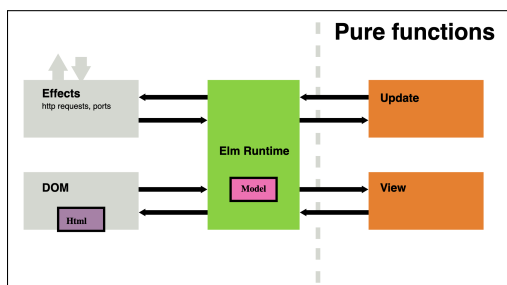 Pure functions
Effects
http requests, ports
Update
Elm Runtime
DOM
Model
View
Html